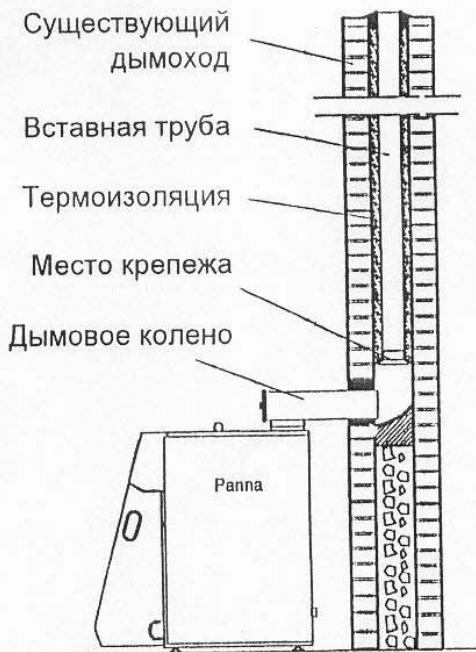 Существующий
дымоход
Вставная труба
Термоизоляция
Место крепежа
Дымовое колено
Panna